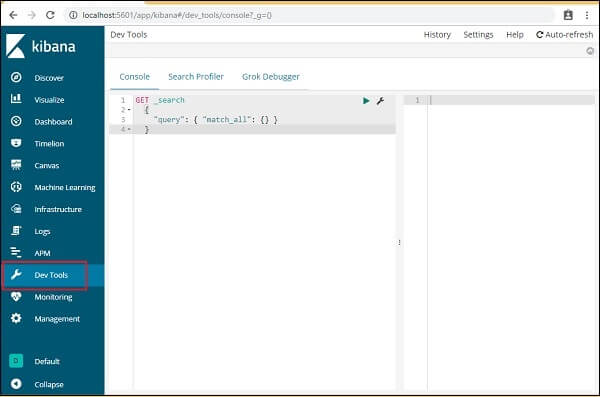 localhost:5601/app/kibana#/dev_tools/console?_g=()
kibana
Discover
Visualize
Dashboard
Timelion
Canvas
Machine Learning
Infrastructure
Logs
APM
Dev Tools
Monitoring
Management
D Default
Collapse
Dev Tools
History Settings Help Auto-refresh
Console Search Profiler Grok Debugger
1 GET _search
2 {
3 "query": { "match_all": {} }
4 }
1